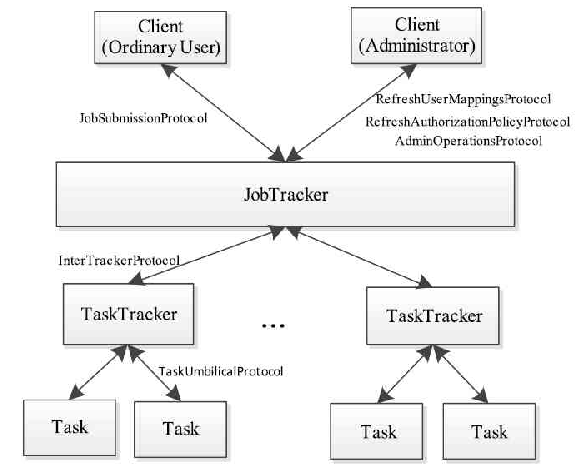 Client
(Ordinary User)
Client
(Administrator)
JobSubmissionProtocol
RefreshUserMappingsProtocol
RefreshAuthorizationPolicyProtocol
AdminOperationsProtocol
JobTracker
InterTrackerProtocol
TaskTracker
...
TaskTracker
TaskUmbilicalProtocol
Task
Task
Task
Task